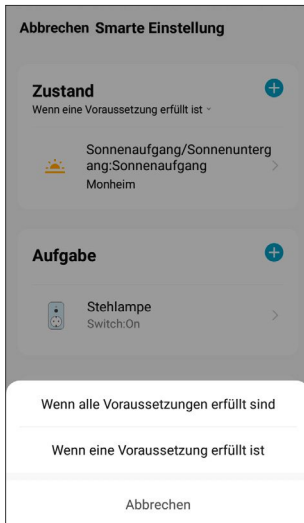 Abbrechen Smarte Einstellung
Zustand
Wenn eine Voraussetzung erfüllt ist
Sonnenaufgang/Sonnenunterg
ang:Sonnenaufgang
Monheim
Aufgabe
Stehlampe
Switch:On
Wenn alle Voraussetzungen erfüllt sind
Wenn eine Voraussetzung erfüllt ist
Abbrechen